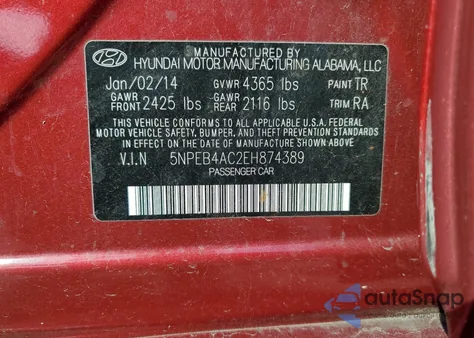 MANUFACTURED BY
HYUNDAI MOTOR MANUFACTURING ALABAMA, LLC
Jan/02/14 GVWR 4365 lbs PAINT TR
GAWR FRONT 2425 lbs GAWR REAR 2116 lbs TRIM RA
THIS VEHICLE CONFORMS TO ALL APPLICABLE U.S.A FEDERAL
MOTOR VEHICLE SAFETY, BUMPER, AND THEFT PREVENTION
STANDARDS IN EFFECT ON THE DATE OF MANUFACTURE SHOWN ABOVE.
V.I.N 5NPEB4AC2EH874389
PASSENGER CAR
autoSnap